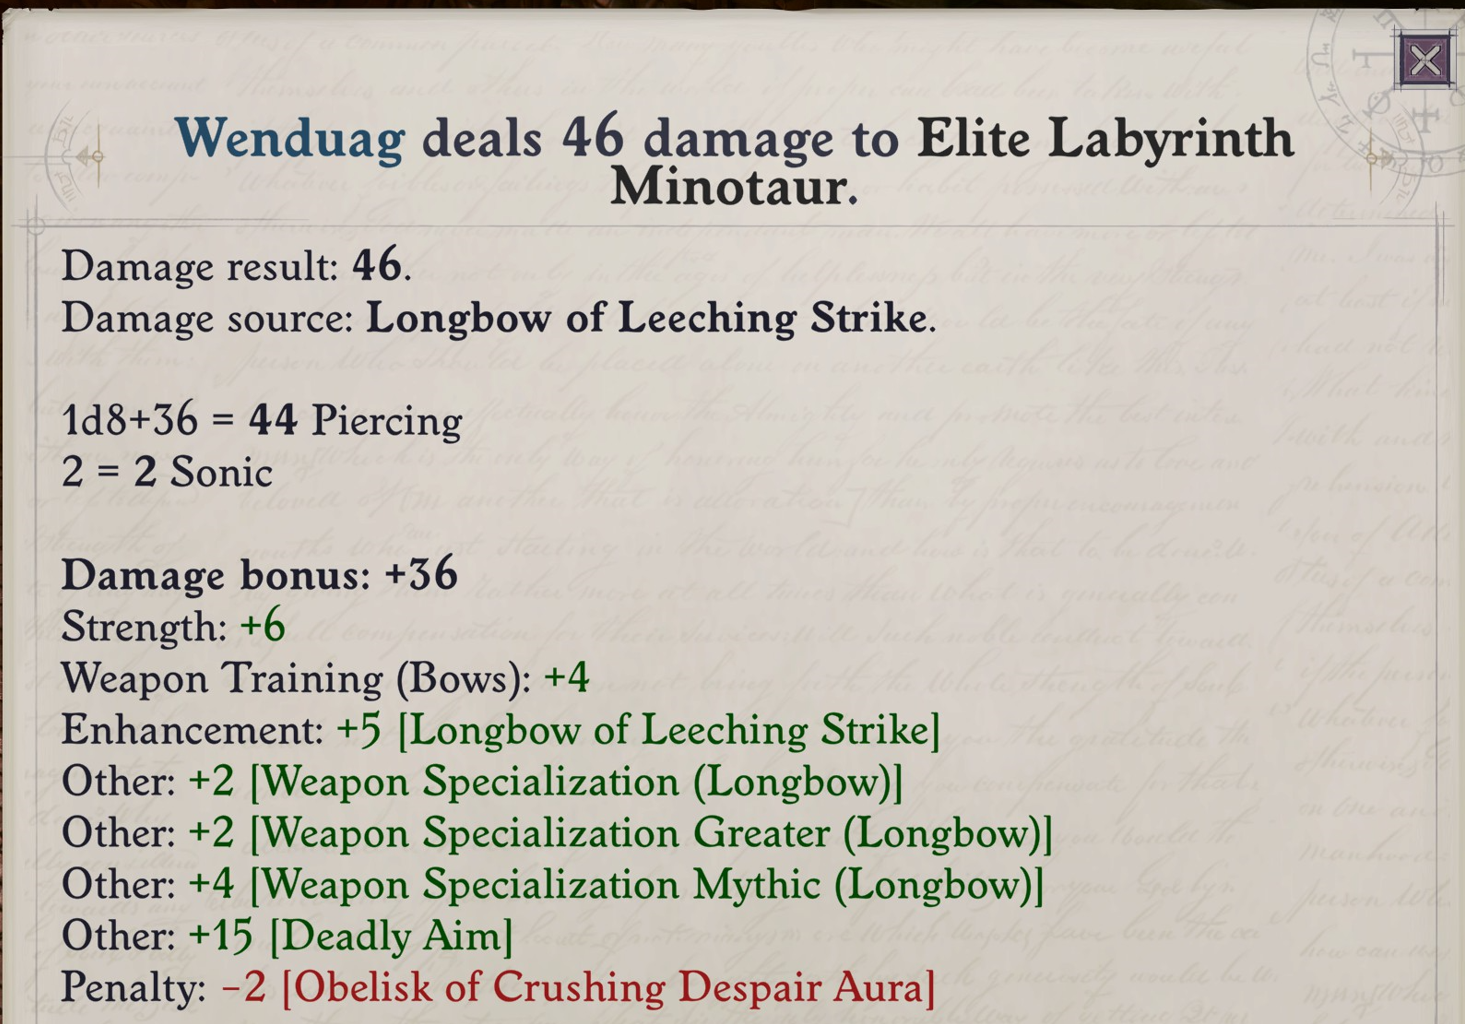 Wenduag deals 46 damage to Elite Labyrinth
Minotaur.
Damage result: 46.
Damage source: Longbow of Leeching Strike.
1d8+36 = 44 Piercing
2 = 2 Sonic
Damage bonus: +36
Strength: +6
Weapon Training (Bows): +4
Enhancement: +5 [Longbow of Leeching Strike]
Other: +2 [Weapon Specialization (Longbow)]
Other: +2 [Weapon Specialization Greater (Longbow)]
Other: +4 [Weapon Specialization Mythic (Longbow)]
Other: +15 [Deadly Aim]
Penalty: −2 [Obelisk of Crushing Despair Aura]